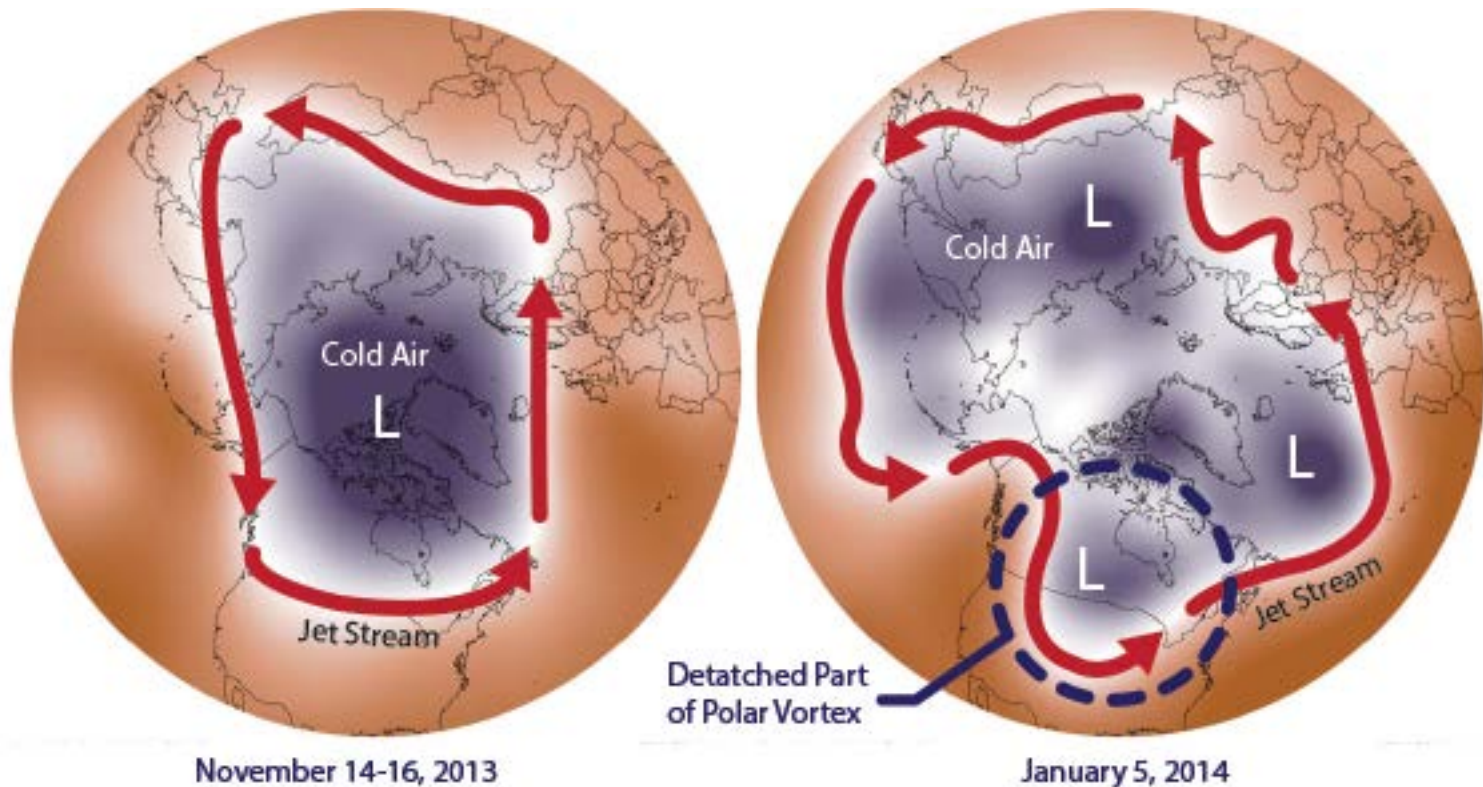 Cold Air
L
Jet Stream
November 14-16, 2013
L
Cold Air
L
L
Jet Stream
Detatched Part
of Polar Vortex
January 5, 2014